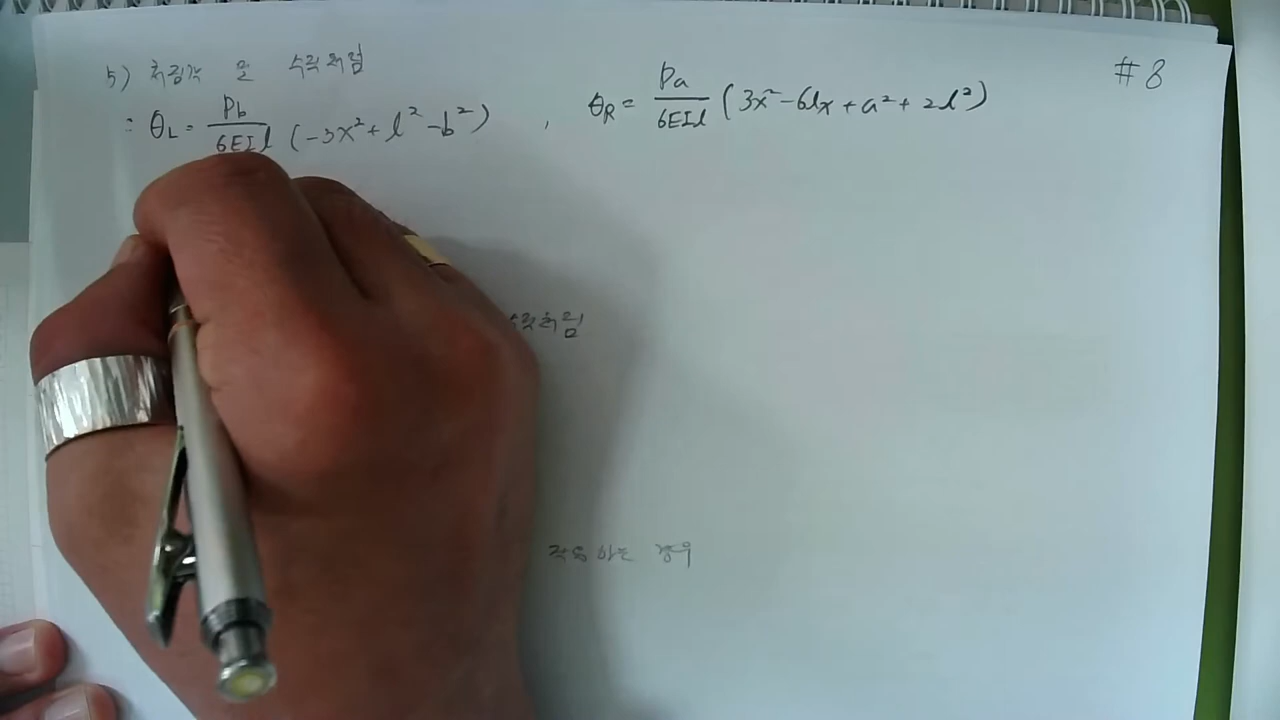 #8
5) 처짐각 및 수직처짐
: θL = Pb/6EIl (-3x² + l² - b²) , θR = Pa/6EIl (3x² - 6lx + a² + 2l²)
수직처짐
작용하는 경우